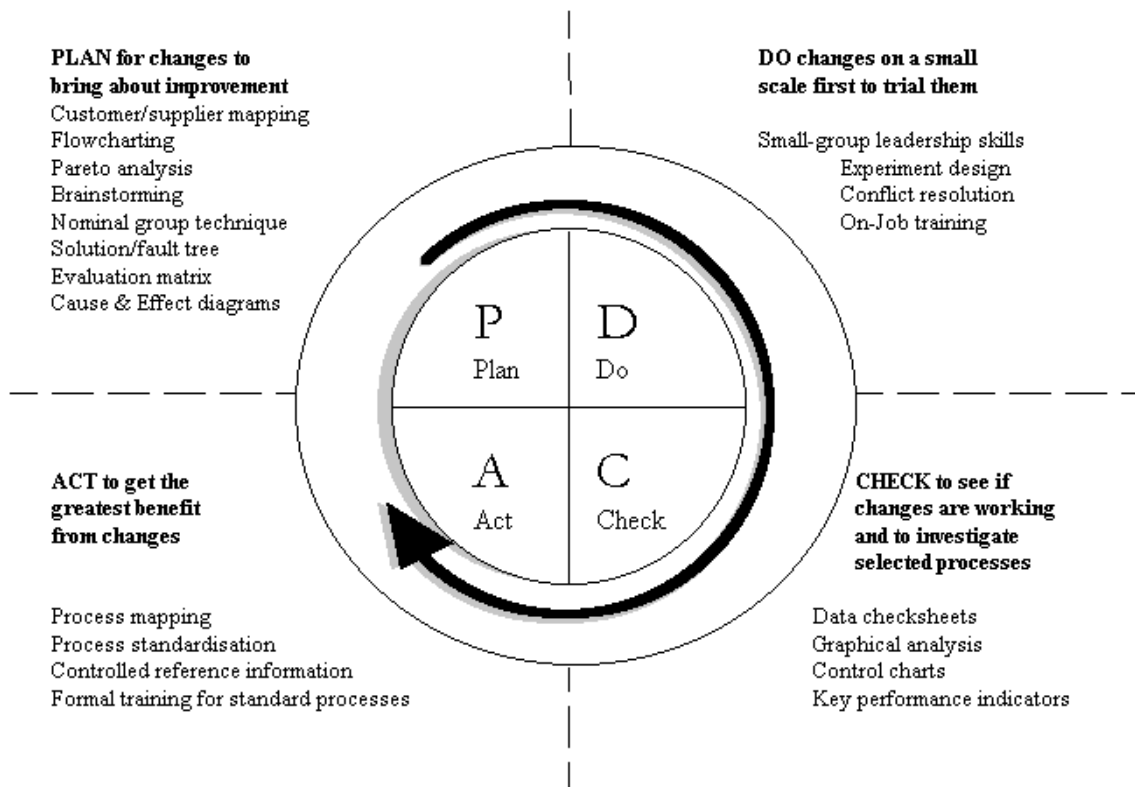 PLAN for changes to
bring about improvement
Customer/supplier mapping
Flowcharting
Pareto analysis
Brainstorming
Nominal group technique
Solution/fault tree
Evaluation matrix
Cause & Effect diagrams
DO changes on a small
scale first to trial them
Small-group leadership skills
Experiment design
Conflict resolution
On-Job training
P
Plan
D
Do
A
Act
C
Check
ACT to get the
greatest benefit
from changes
Process mapping
Process standardisation
Controlled reference information
Formal training for standard processes
CHECK to see if
changes are working
and to investigate
selected processes
Data checksheets
Graphical analysis
Control charts
Key performance indicators